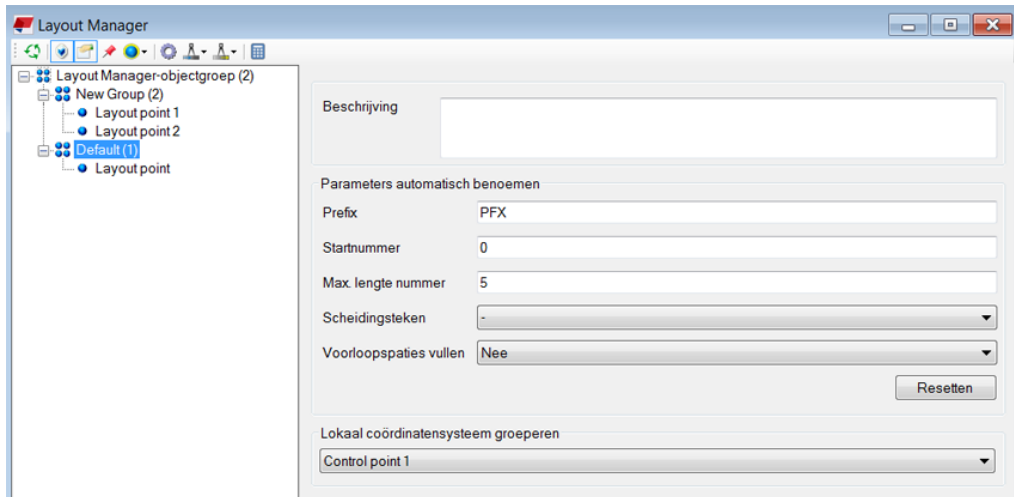 Layout Manager
Layout Manager-objectgroep (2)
New Group (2)
Layout point 1
Layout point 2
Default (1)
Layout point
Beschrijving
Parameters automatisch benoemen
Prefix PFX
Startnummer 0
Max. lengte nummer 5
Scheidingsteken -
Voorloopspaties vullen Nee
Resetten
Lokaal coördinatensysteem groeperen
Control point 1